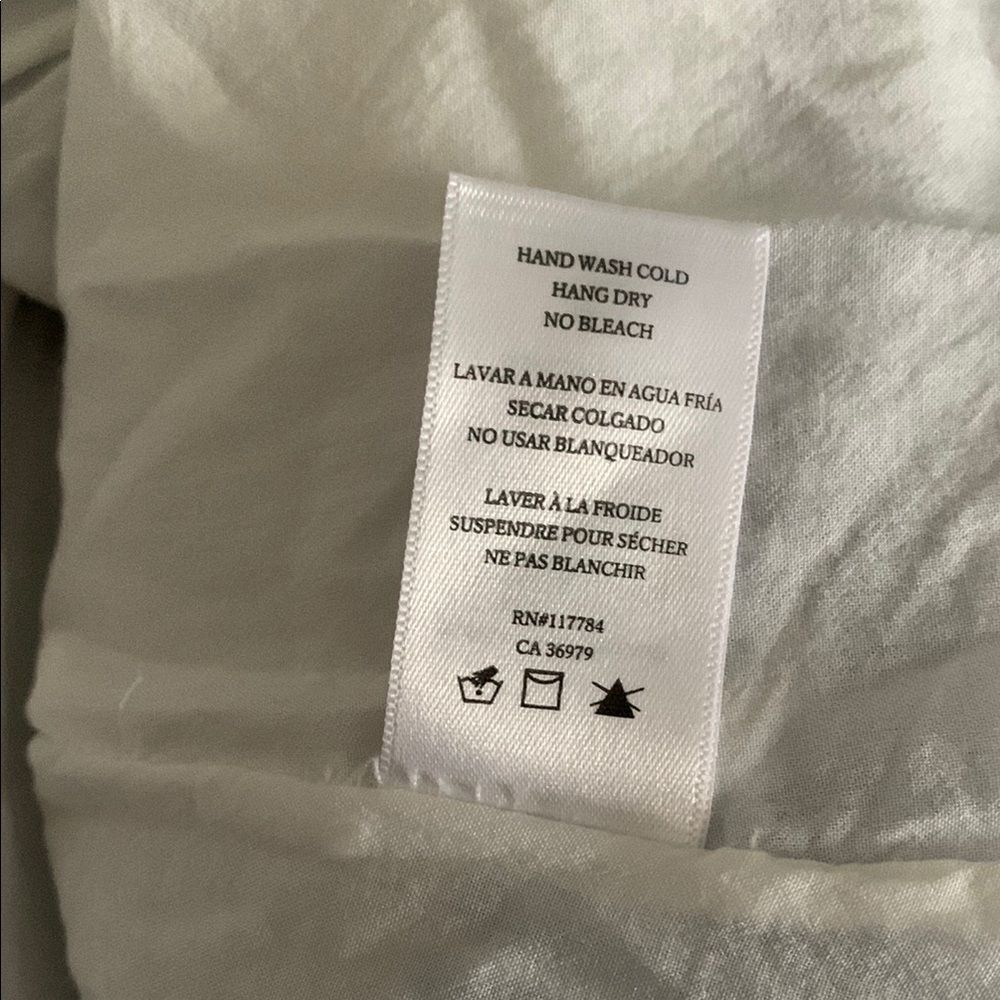 HAND WASH COLD
HANG DRY
NO BLEACH
LAVAR A MANO EN AGUA FRÍA
SECAR COLGADO
NO USAR BLANQUEADOR
LAVER À LA FROIDE
SUSPENDRE POUR SÉCHER
NE PAS BLANCHIR
RN#117784
CA 36979